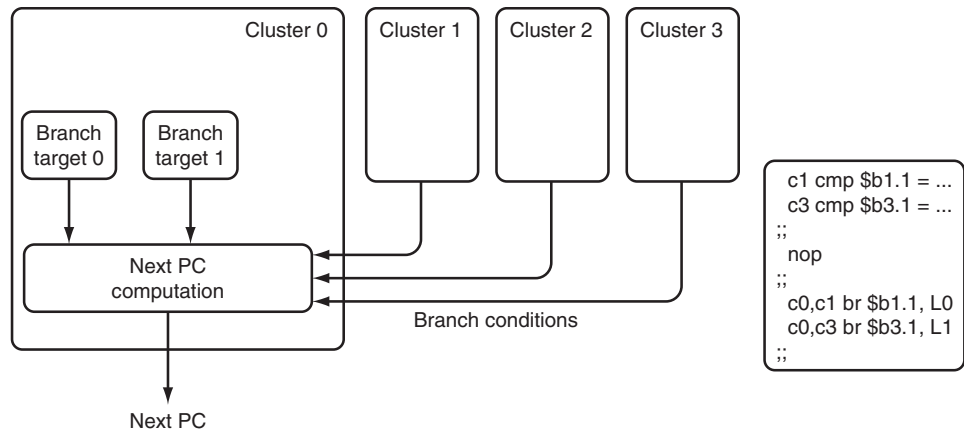 Cluster 0
Cluster 1
Cluster 2
Cluster 3
Branch
target 0
Branch
target 1
Next PC
computation
Branch conditions
Next PC
c1 cmp $b1.1 = ...
c3 cmp $b3.1 = ...
;;
nop
;;
c0,c1 br $b1.1, L0
c0,c3 br $b3.1, L1
;;